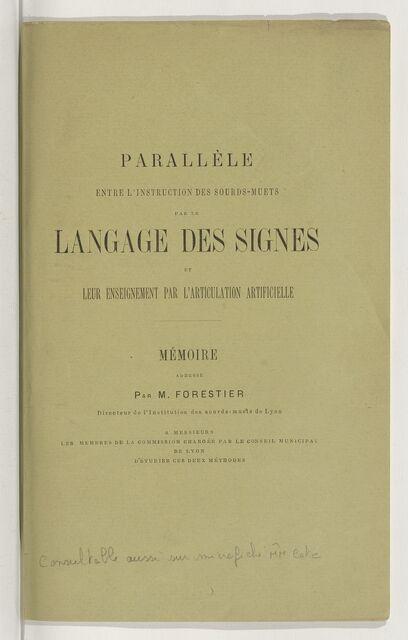 PARALLÈLE
ENTRE L'INSTRUCTION DES SOURDS-MUETS
PAR LE
LANGAGE DES SIGNES
ET
LEUR ENSEIGNEMENT PAR L'ARTICULATION ARTIFICIELLE
MÉMOIRE
ADRESSÉ
PAR M. FORESTIER
Directeur de l'Institution des sourds-muets de Lyon
A MESSIEURS
LES MEMBRES DE LA COMMISSION CHARGÉE PAR LE CONSEIL MUNICIPAL
DE LYON
D'ÉTUDIER CES DEUX MÉTHODES
Consultable aussi sur microfiche même cote